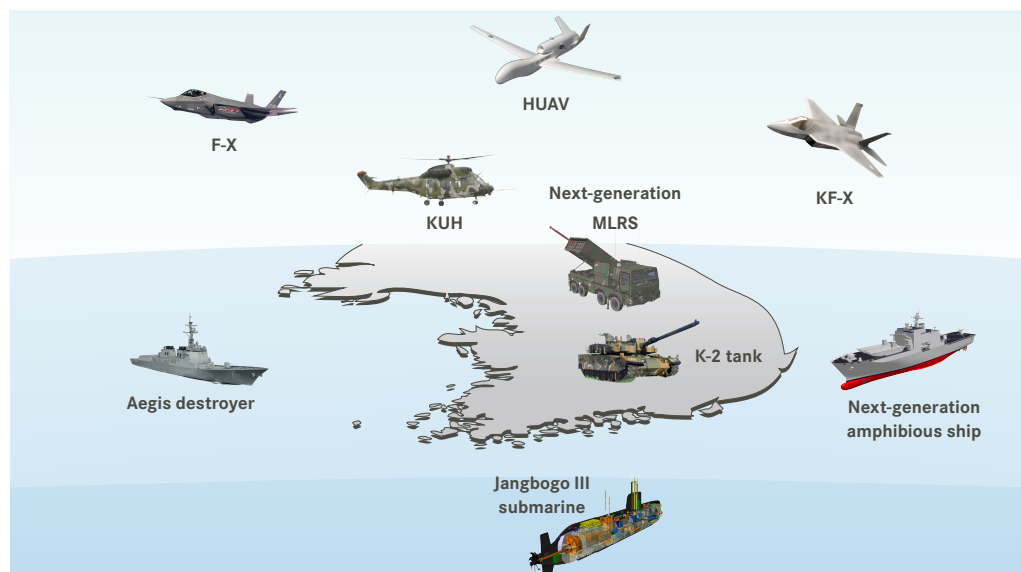 HUAV
F-X
KF-X
KUH
Next-generation
MLRS
K-2 tank
Aegis destroyer
Next-generation
amphibious ship
Jangbogo III
submarine